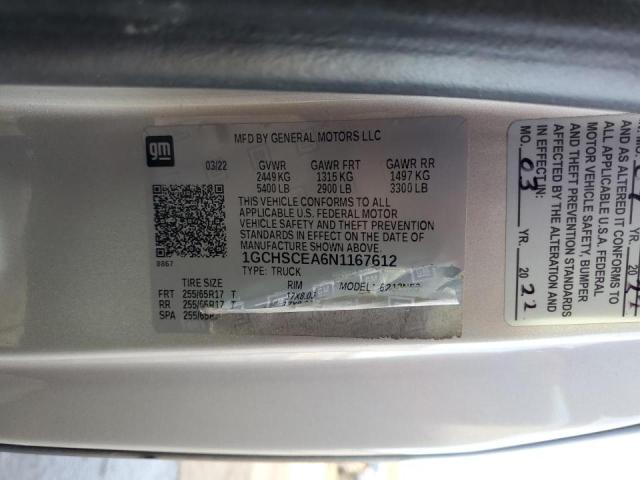 gm
MFD BY GENERAL MOTORS LLC
03/22 GVWR GAWR FRT GAWR RR
2449 KG 1315 KG 1497 KG
5400 LB 2900 LB 3300 LB
THIS VEHICLE CONFORMS TO ALL
APPLICABLE U.S. FEDERAL MOTOR
VEHICLE SAFETY AND THEFT PREVENTION
STANDARDS IN EFFECT ON THE DATE OF
MANUFACTURE SHOWN ABOVE.
1GCHSCEA6N1167612
TYPE: TRUCK
9867
TIRE SIZE RIM MODEL:
FRT 255/65R17 T
RR 255/65R17 T
SPA
AND AS ALTERED IT CONFORMS TO
ALL APPLICABLE U.S.A. FEDERAL
MOTOR VEHICLE SAFETY, BUMPER
AND THEFT PREVENTION STANDARDS
AFFECTED BY THE ALTERATION AND
IN EFFECT IN:
MO. 03 YR. 2022